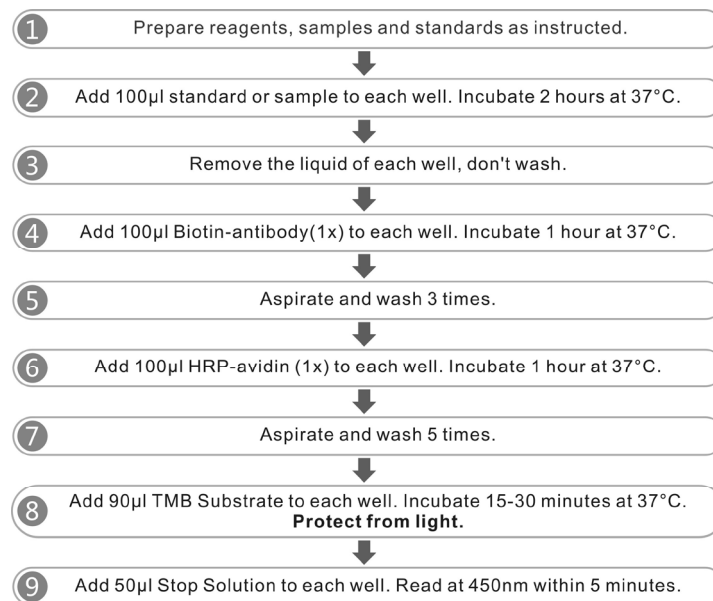 1 Prepare reagents, samples and standards as instructed.
2 Add 100µl standard or sample to each well. Incubate 2 hours at 37°C.
3 Remove the liquid of each well, don't wash.
4 Add 100µl Biotin-antibody(1x) to each well. Incubate 1 hour at 37°C.
5 Aspirate and wash 3 times.
6 Add 100µl HRP-avidin (1x) to each well. Incubate 1 hour at 37°C.
7 Aspirate and wash 5 times.
8 Add 90µl TMB Substrate to each well. Incubate 15-30 minutes at 37°C.
Protect from light.
9 Add 50µl Stop Solution to each well. Read at 450nm within 5 minutes.